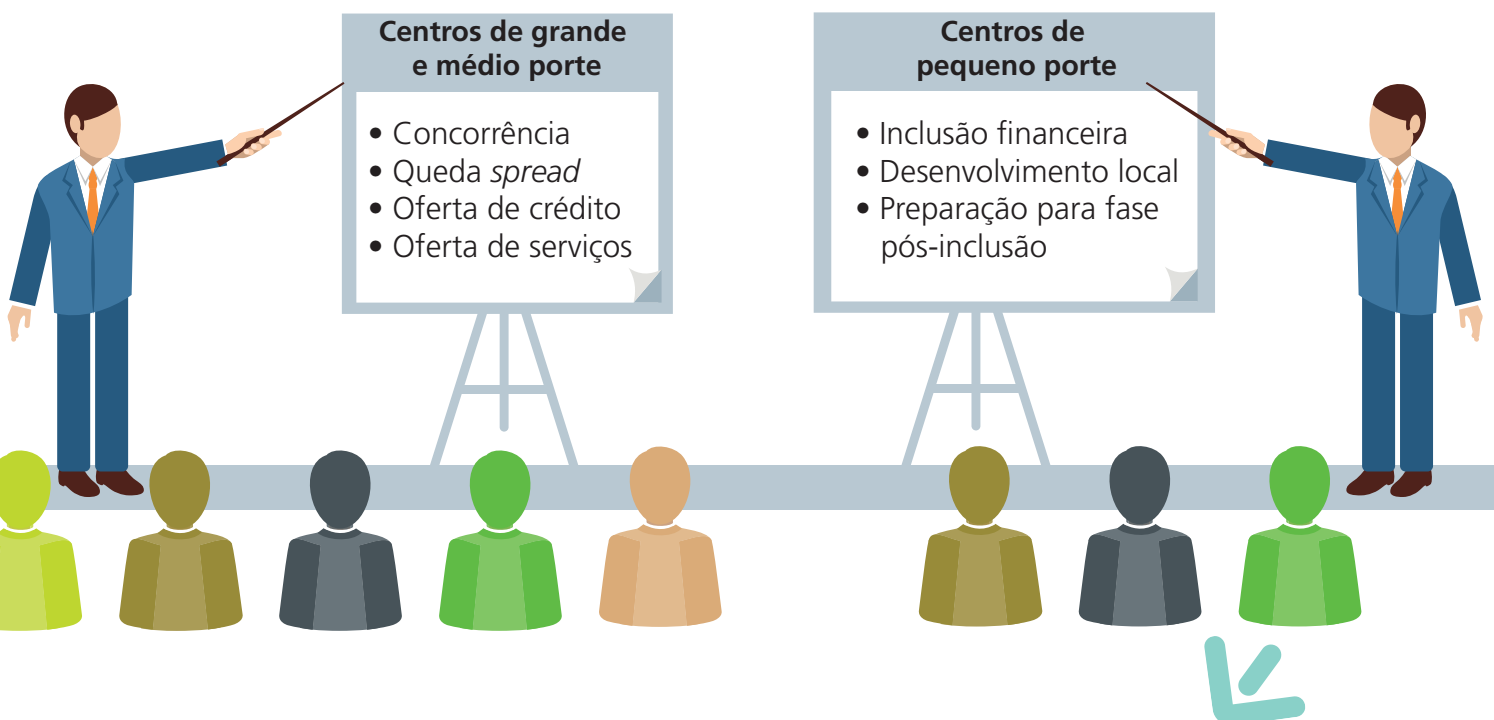 Centros de grande
e médio porte
• Concorrência
• Queda spread
• Oferta de crédito
• Oferta de serviços
Centros de
pequeno porte
• Inclusão financeira
• Desenvolvimento local
• Preparação para fase
pós-inclusão